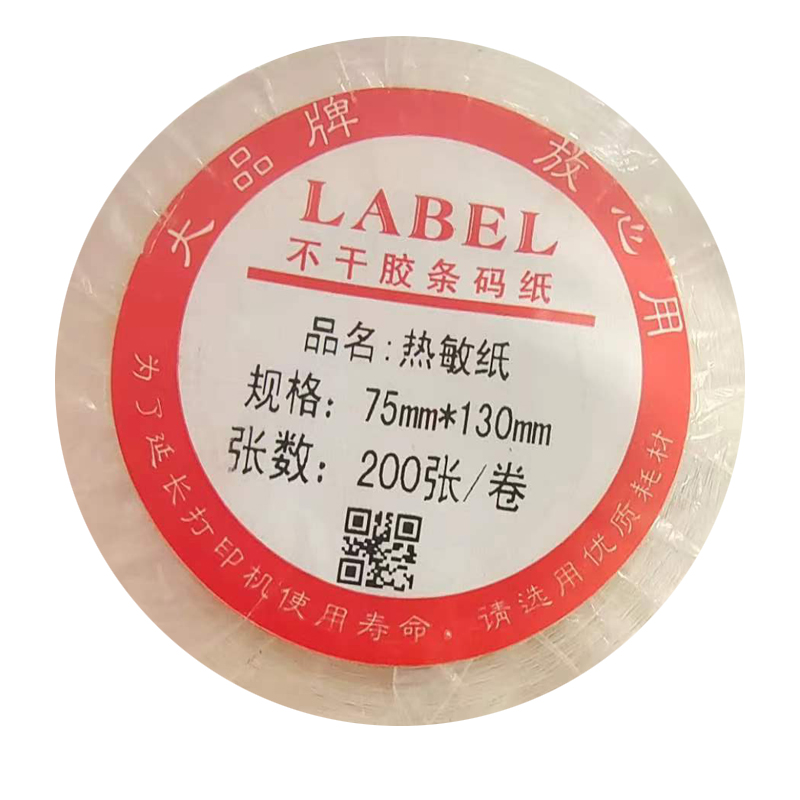 大品牌 放心用
LABEL
不干胶条码纸
品名:热敏纸
规格: 75mm*130mm
张数: 200张/卷
为了延长打印机使用寿命，请选用优质耗材